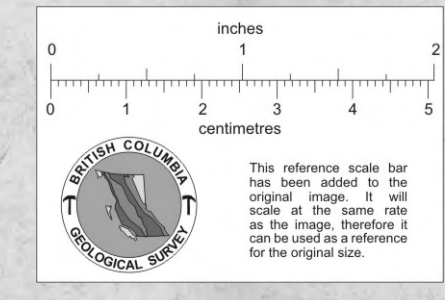 inches
0 1 2
0 1 2 3 4 5
centimetres
BRITISH COLUMBIA
GEOLOGICAL SURVEY
This reference scale bar
has been added to the
original image. It will
scale at the same rate
as the image, therefore it
can be used as a reference
for the original size.